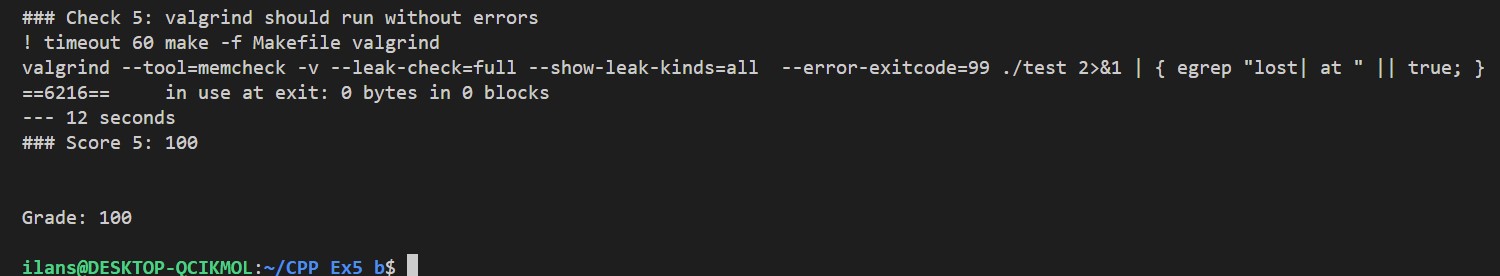 ### Check 5: valgrind should run without errors
! timeout 60 make -f Makefile valgrind
valgrind --tool=memcheck -v --leak-check=full --show-leak-kinds=all  --error-exitcode=99 ./test 2>&1 | { egrep "lost| at " || true; }
==6216==     in use at exit: 0 bytes in 0 blocks
--- 12 seconds
### Score 5: 100
Grade: 100
ilans@DESKTOP-QCIKMOL:~/CPP_Ex5_b$